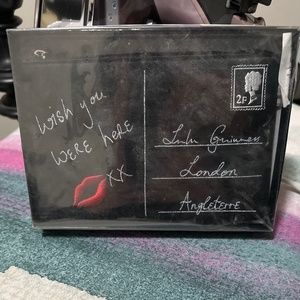 Wish you
WERE HERE
XX
2F
Lulu Guinness
London
Angleterre